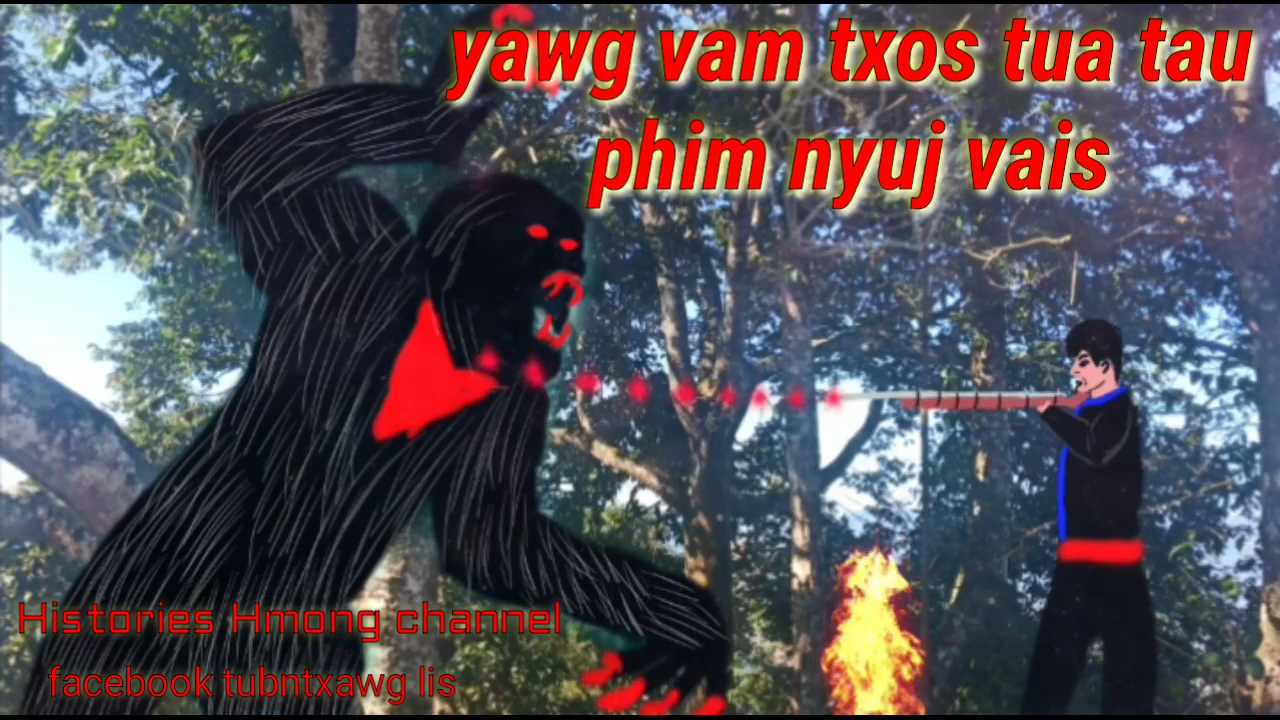 yawg vam txos tua tau
phim nyuj vais
Histories Hmong channel
facebook tubntxawg lis